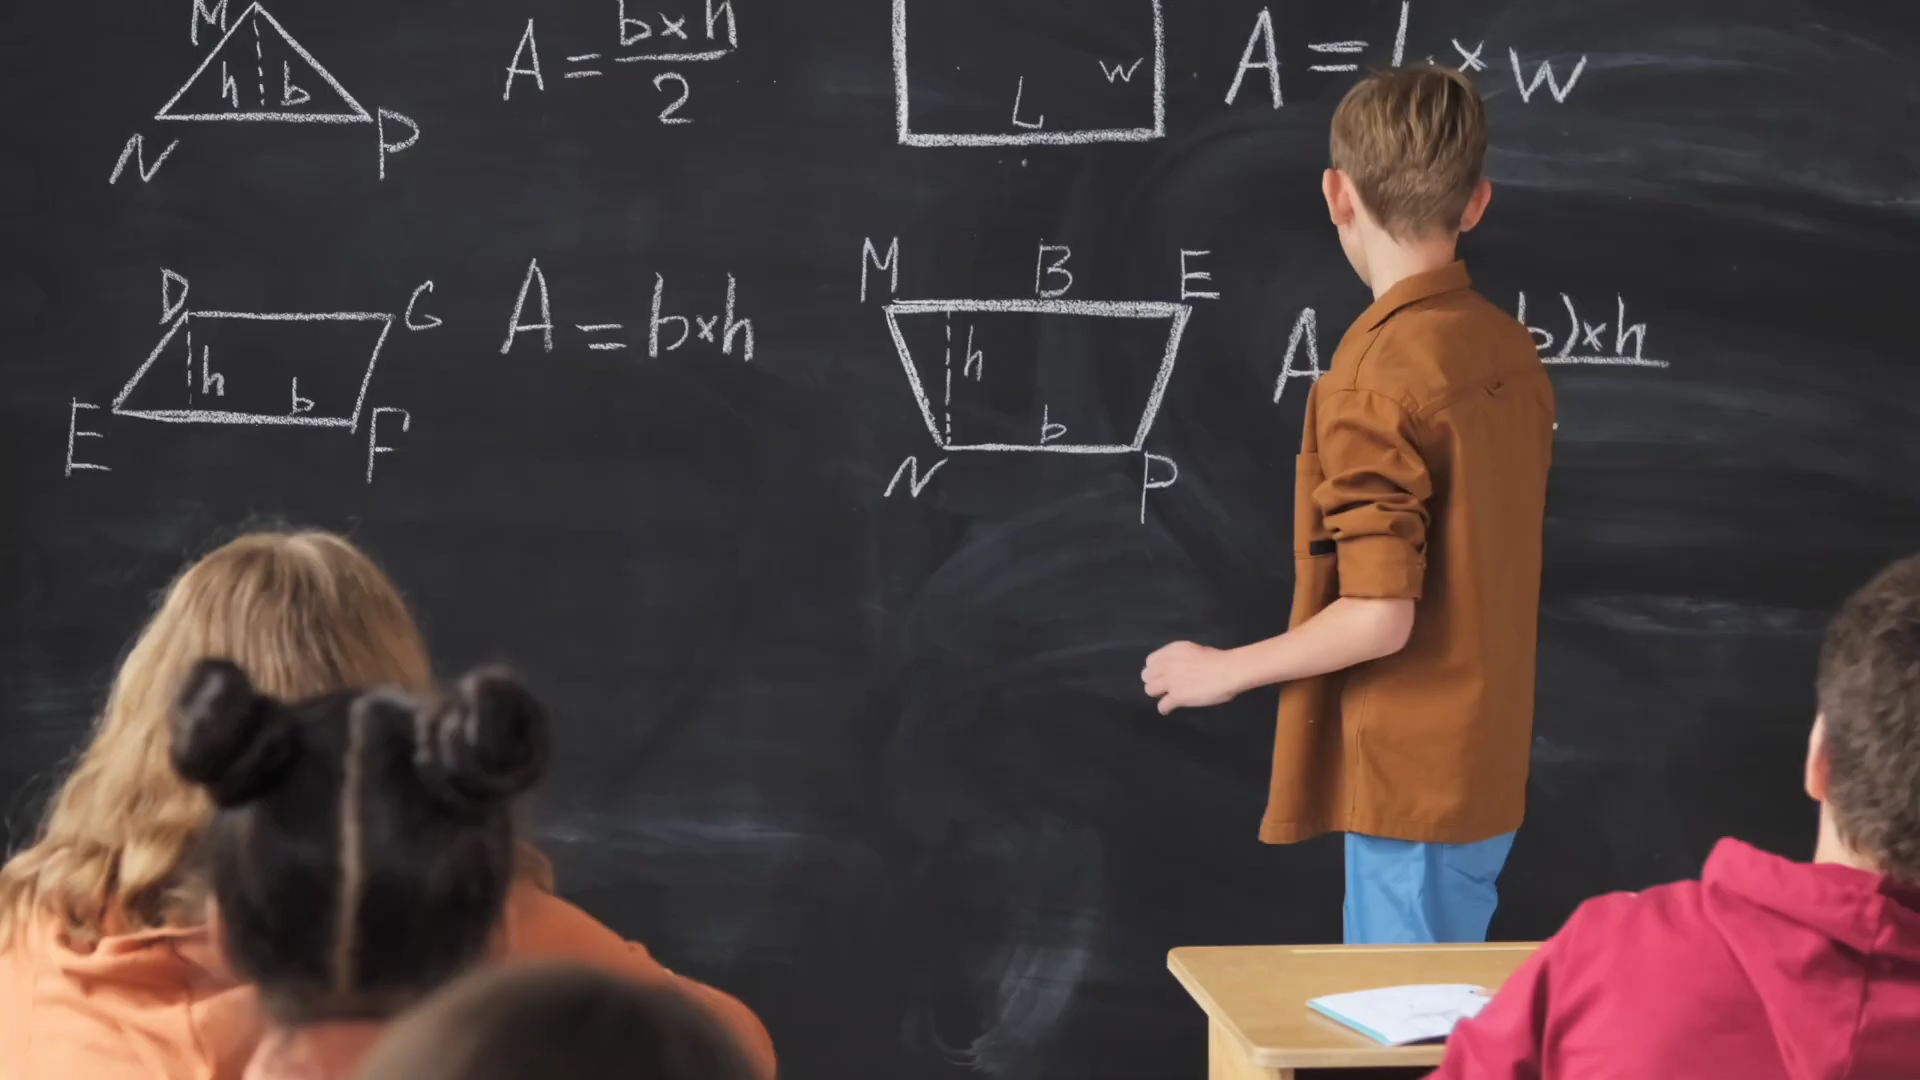 M
h b
N P
A = b×h / 2
L W
A = L × W
D G
h b
E F
A = b×h
M B E
h
b
N P
A b)×h